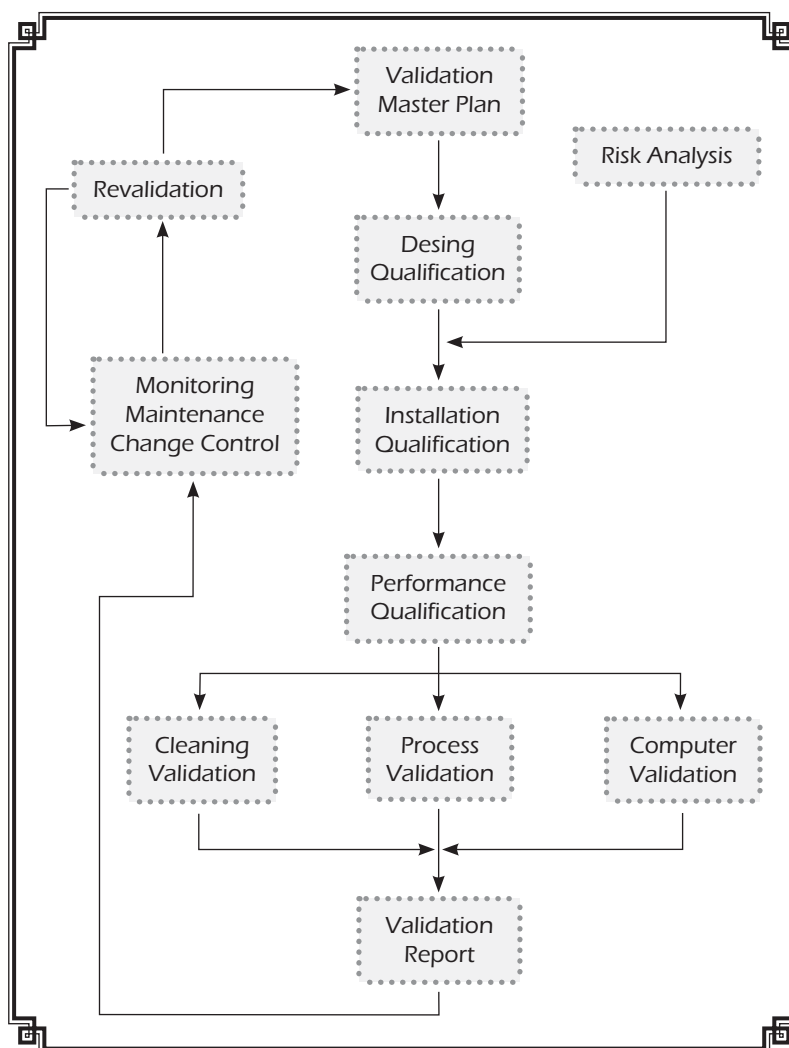 Validation
Master Plan
Risk Analysis
Revalidation
Desing
Qualification
Monitoring
Maintenance
Change Control
Installation
Qualification
Performance
Qualification
Cleaning
Validation
Process
Validation
Computer
Validation
Validation
Report